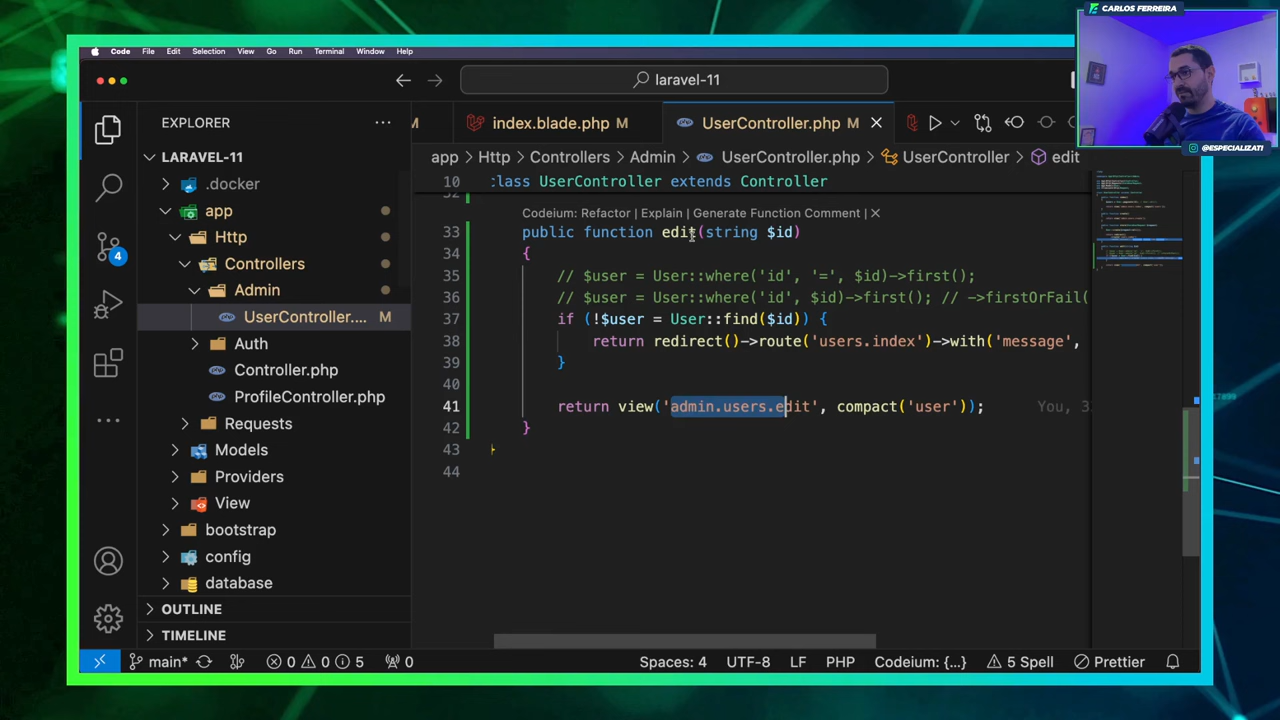 CARLOS FERREIRA
Code File Edit Selection View Go Run Terminal Window Help
laravel-11
EXPLORER
M
index.blade.php M
UserController.php M
@ESPECIALIZATI
LARAVEL-11
app > Http > Controllers > Admin > UserController.php > UserController > edit
.docker
10 class UserController extends Controller
32
app
Codeium: Refactor | Explain | Generate Function Comment | ×
Http
33 public function edit(string $id)
34 {
Controllers
35 // $user = User::where('id', '=', $id)->first();
Admin
36 // $user = User::where('id', $id)->first(); // ->firstOrFail(
UserController.... M
37 if (!$user = User::find($id)) {
38 return redirect()->route('users.index')->with('message',
Auth
39 }
Controller.php
40
ProfileController.php
41 return view('admin.users.edit', compact('user')); You, 3
Requests
42 }
Models
43 }
44
Providers
View
bootstrap
config
database
OUTLINE
TIMELINE
4
main* 0 0 5 0 Spaces: 4 UTF-8 LF PHP Codeium: {...} 5 Spell Prettier